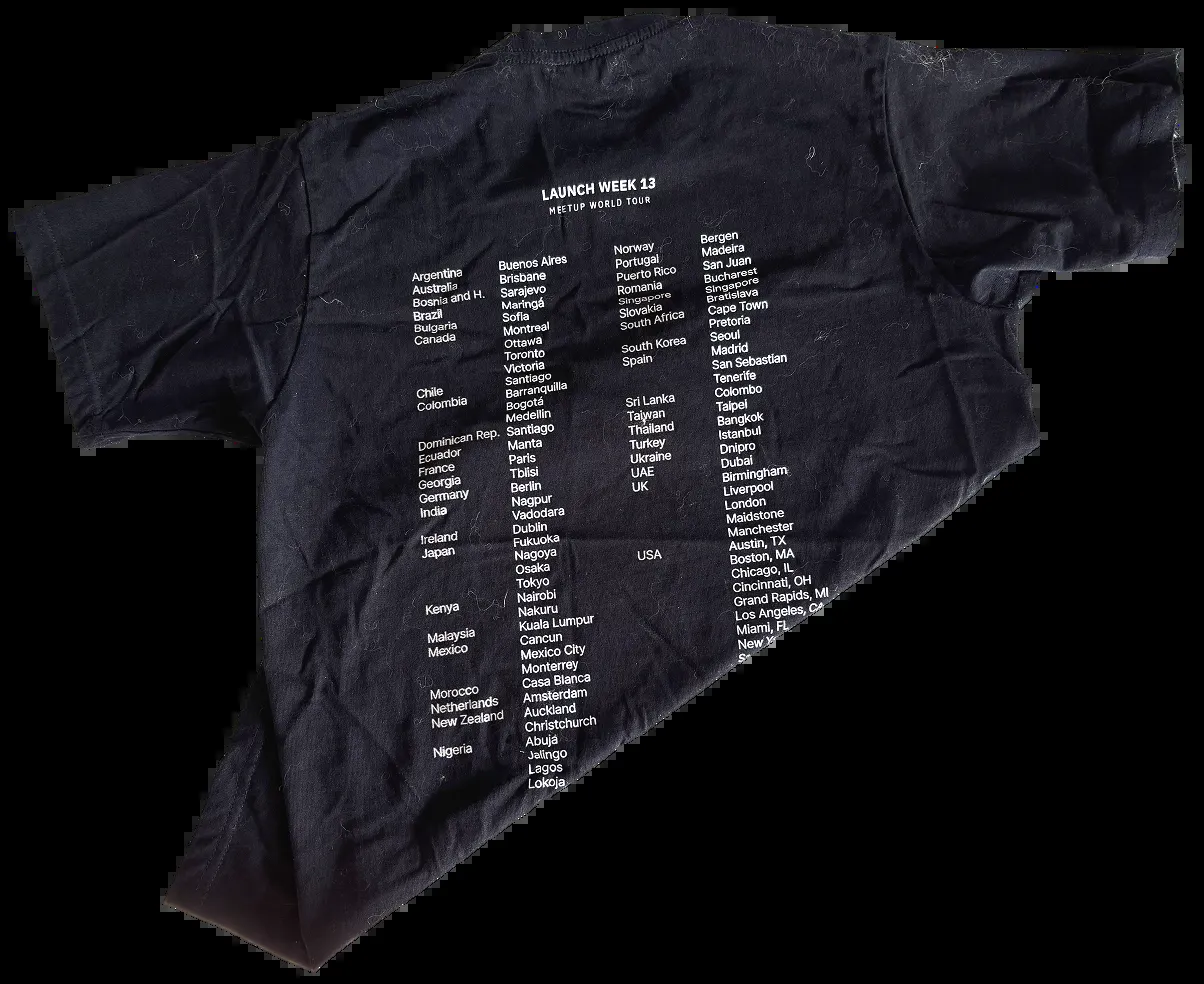 LAUNCH WEEK 13
MEETUP WORLD TOUR
Argentina Buenos Aires
Australia Brisbane
Bosnia and H. Sarajevo
Brazil Maringá
Bulgaria Sofia
Canada Montreal
Ottawa
Toronto
Victoria
Chile Santiago
Colombia Barranquilla
Bogotá
Medellin
Dominican Rep. Santiago
Ecuador Manta
France Paris
Georgia Tblisi
Germany Berlin
India Nagpur
Vadodara
Ireland Dublin
Japan Fukuoka
Nagoya
Osaka
Tokyo
Kenya Nairobi
Nakuru
Malaysia Kuala Lumpur
Mexico Cancun
Mexico City
Monterrey
Morocco Casa Blanca
Netherlands Amsterdam
New Zealand Auckland
Christchurch
Nigeria Abuja
Jalingo
Lagos
Lokoja
Norway Bergen
Portugal Madeira
Puerto Rico San Juan
Romania Bucharest
Singapore Singapore
Slovakia Bratislava
South Africa Cape Town
Pretoria
South Korea Seoul
Spain Madrid
San Sebastian
Tenerife
Sri Lanka Colombo
Taiwan Taipei
Thailand Bangkok
Turkey Istanbul
Ukraine Dnipro
UAE Dubai
UK Birmingham
Liverpool
London
Maidstone
Manchester
USA Austin, TX
Boston, MA
Chicago, IL
Cincinnati, OH
Grand Rapids, MI
Los Angeles, CA
Miami, FL
New